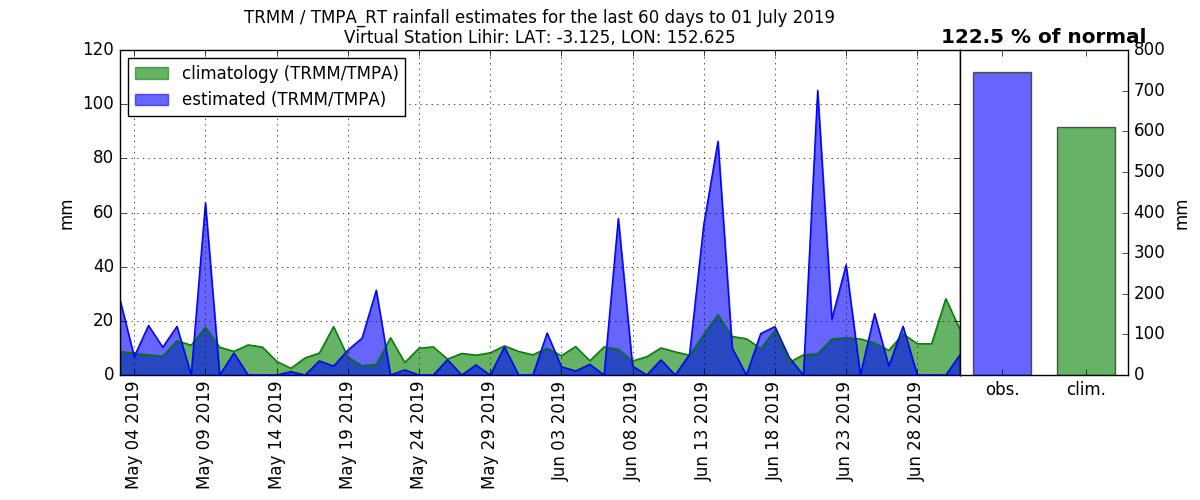 TRMM / TMPA_RT rainfall estimates for the last 60 days to 01 July 2019
Virtual Station Lihir: LAT: -3.125, LON: 152.625
122.5 % of normal
climatology (TRMM/TMPA)
estimated (TRMM/TMPA)
120
100
80
60
40
20
0
mm
May 04 2019
May 09 2019
May 14 2019
May 19 2019
May 24 2019
May 29 2019
Jun 03 2019
Jun 08 2019
Jun 13 2019
Jun 18 2019
Jun 23 2019
Jun 28 2019
800
700
600
500
400
300
200
100
0
mm
obs.
clim.